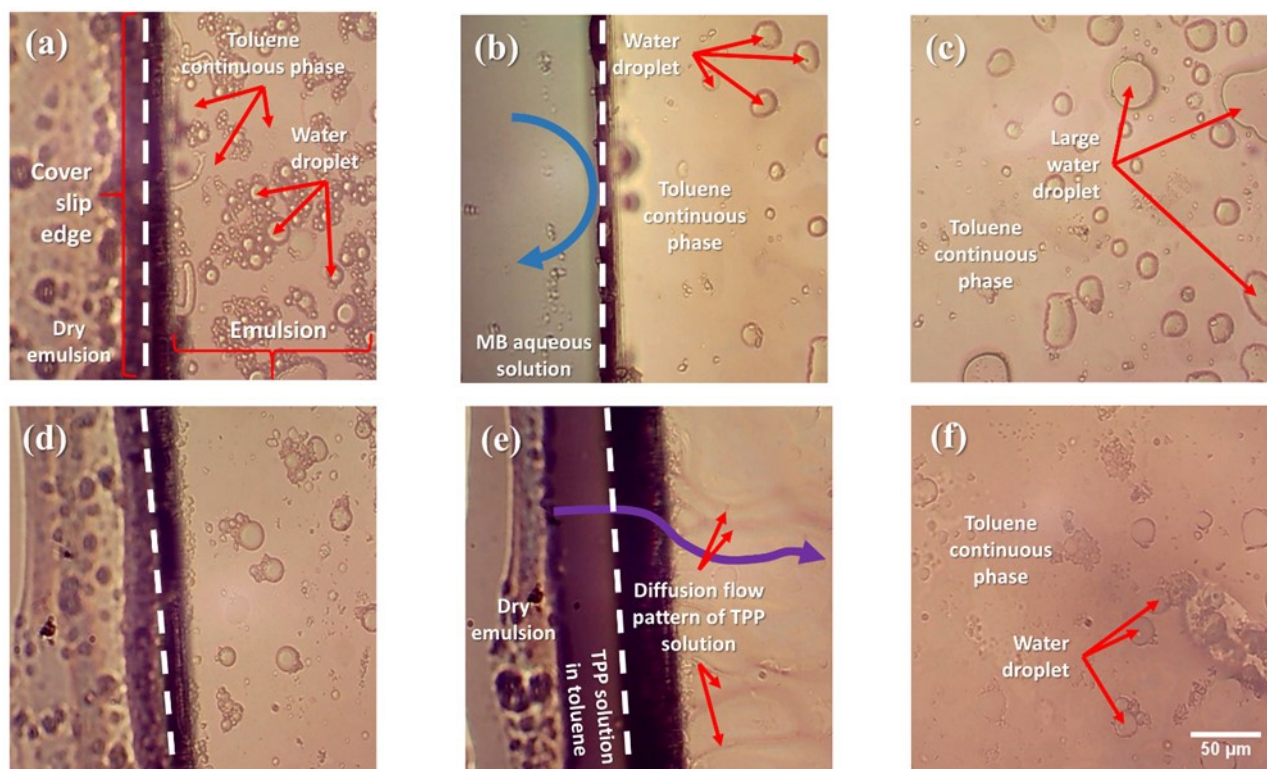 (a)
Toluene
continuous phase
Water
droplet
Cover
slip
edge
Dry
emulsion
Emulsion
(b)
Water
droplet
Toluene
continuous
phase
MB aqueous
solution
(c)
Large
water
droplet
Toluene
continuous
phase
(d)
(e)
Dry
emulsion
TPP solution
in toluene
Diffusion flow
pattern of TPP
solution
(f)
Toluene
continuous
phase
Water
droplet
50 µm